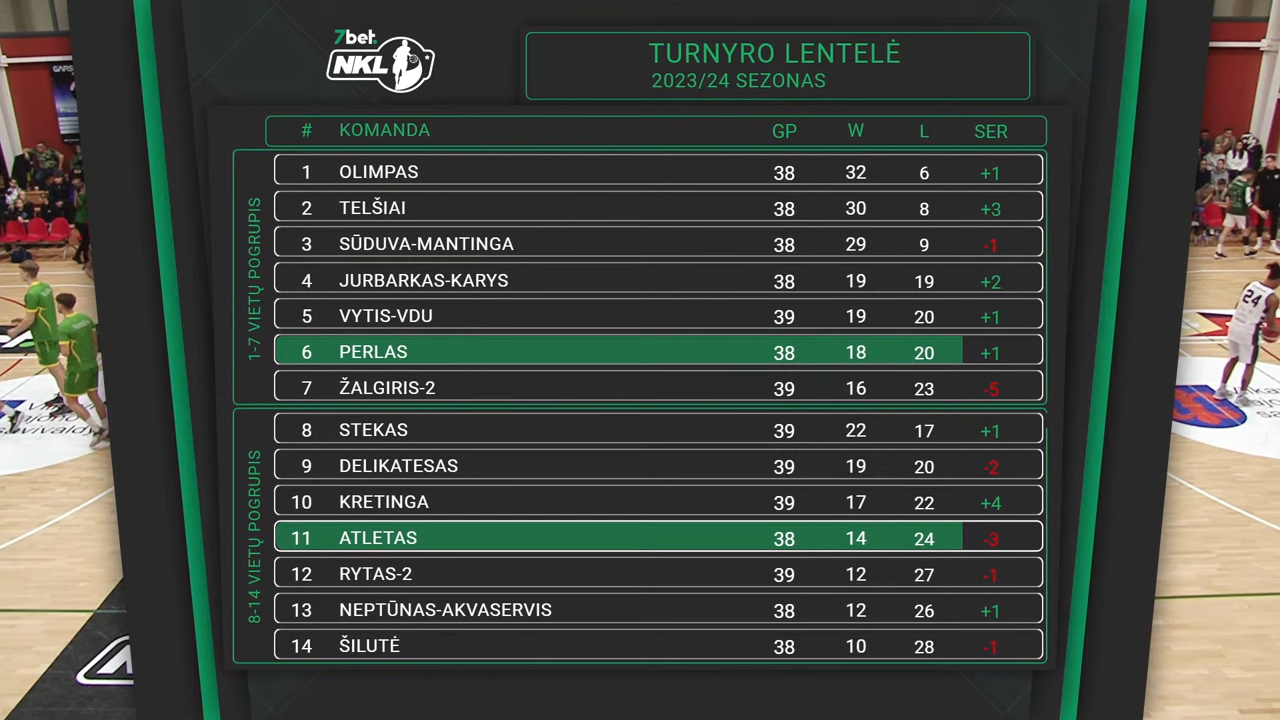 7bet.
NKL
TURNYRO LENTELĖ
2023/24 SEZONAS
# KOMANDA GP W L SER
1-7 VIETŲ POGRUPIS
1 OLIMPAS 38 32 6 +1
2 TELŠIAI 38 30 8 +3
3 SŪDUVA-MANTINGA 38 29 9 -1
4 JURBARKAS-KARYS 38 19 19 +2
5 VYTIS-VDU 39 19 20 +1
6 PERLAS 38 18 20 +1
7 ŽALGIRIS-2 39 16 23 -5
8-14 VIETŲ POGRUPIS
8 STEKAS 39 22 17 +1
9 DELIKATESAS 39 19 20 -2
10 KRETINGA 39 17 22 +4
11 ATLETAS 38 14 24 -3
12 RYTAS-2 39 12 27 -1
13 NEPTŪNAS-AKVASERVIS 38 12 26 +1
14 ŠILUTĖ 38 10 28 -1
24